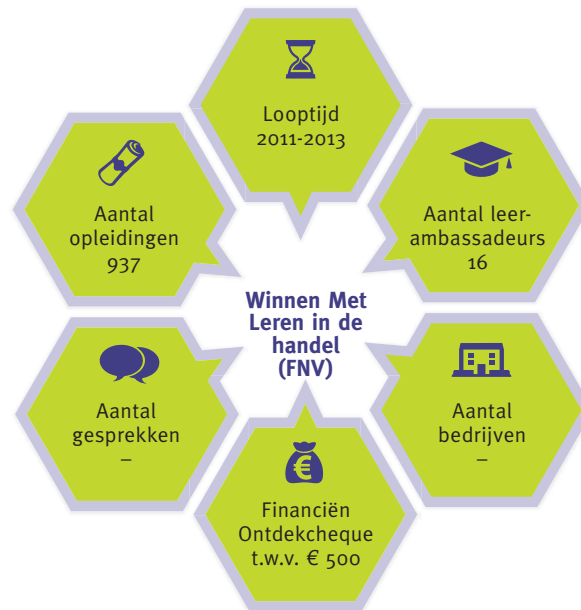 Looptijd
2011-2013
Aantal leer-
ambassadeurs
16
Aantal
bedrijven
–
Financiën
Ontdekcheque
t.w.v. € 500
Aantal
gesprekken
–
Aantal
opleidingen
937
Winnen Met
Leren in de
handel
(FNV)